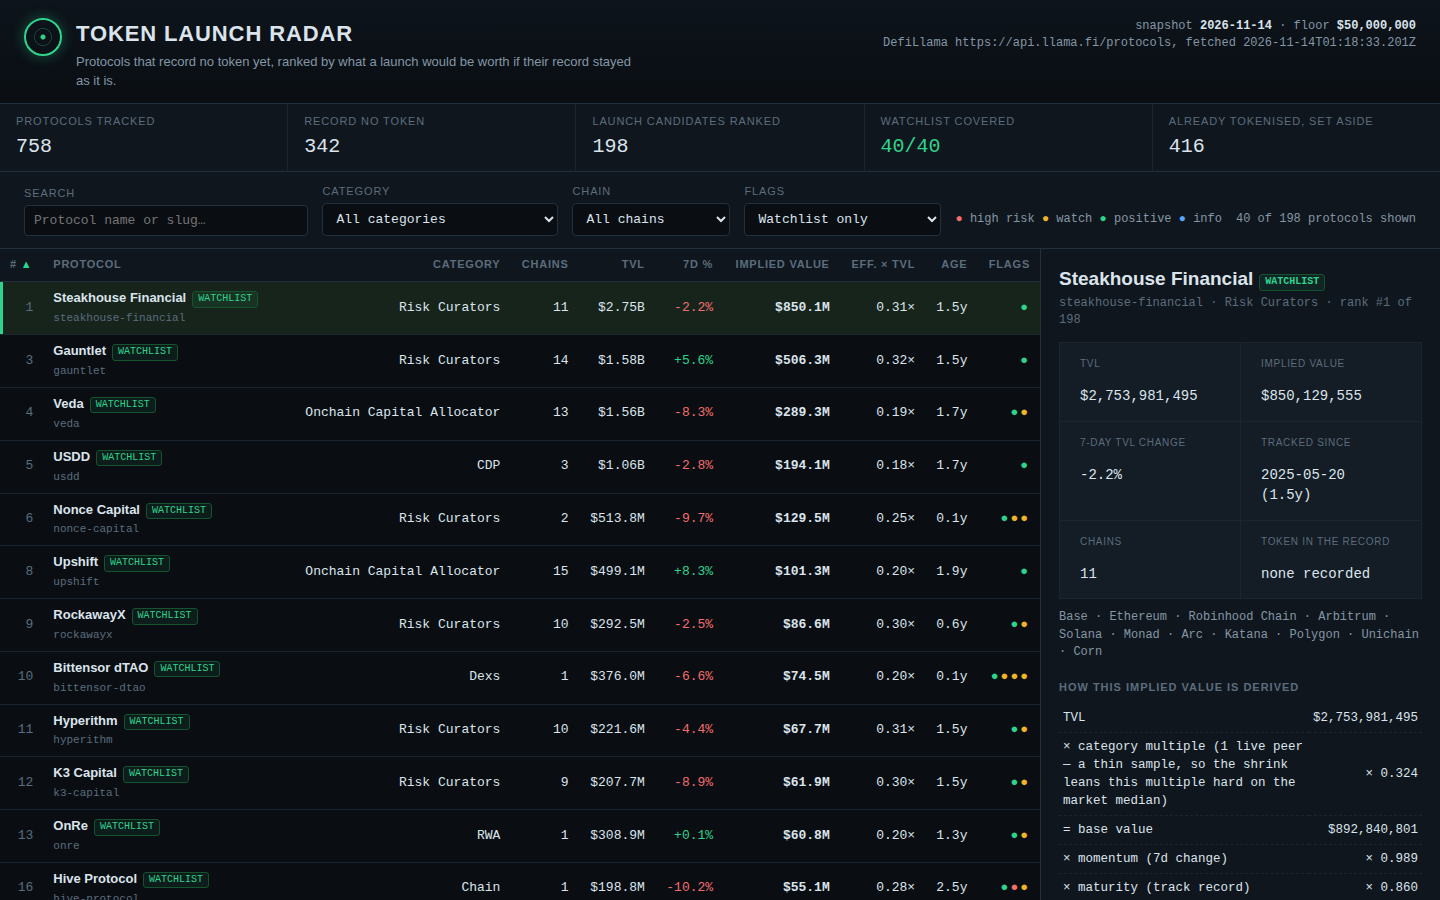 TOKEN LAUNCH RADAR
Protocols that record no token yet, ranked by what a launch would be worth if their record stayed
as it is.
snapshot 2026-11-14 · floor $50,000,000
DefiLlama https://api.llama.fi/protocols, fetched 2026-11-14T01:18:33.201Z
PROTOCOLS TRACKED
758
RECORD NO TOKEN
342
LAUNCH CANDIDATES RANKED
198
WATCHLIST COVERED
40/40
ALREADY TOKENISED, SET ASIDE
416
SEARCH
Protocol name or slug…
CATEGORY
All categories
CHAIN
All chains
FLAGS
Watchlist only
● high risk ● watch ● positive ● info 40 of 198 protocols shown
# ▲ PROTOCOL CATEGORY CHAINS TVL 7D % IMPLIED VALUE EFF. × TVL AGE FLAGS
1 Steakhouse Financial WATCHLIST Risk Curators 11 $2.75B -2.2% $850.1M 0.31× 1.5y ●
steakhouse-financial
3 Gauntlet WATCHLIST Risk Curators 14 $1.58B +5.6% $506.3M 0.32× 1.5y ●
gauntlet
4 Veda WATCHLIST Onchain Capital Allocator 13 $1.56B -8.3% $289.3M 0.19× 1.7y ●●
veda
5 USDD WATCHLIST CDP 3 $1.06B -2.8% $194.1M 0.18× 1.7y ●
usdd
6 Nonce Capital WATCHLIST Risk Curators 2 $513.8M -9.7% $129.5M 0.25× 0.1y ●●●
nonce-capital
8 Upshift WATCHLIST Onchain Capital Allocator 15 $499.1M +8.3% $101.3M 0.20× 1.9y ●
upshift
9 RockawayX WATCHLIST Risk Curators 10 $292.5M -2.5% $86.6M 0.30× 0.6y ●●
rockawayx
10 Bittensor dTAO WATCHLIST Dexs 1 $376.0M -6.6% $74.5M 0.20× 0.1y ●●●●
bittensor-dtao
11 Hyperithm WATCHLIST Risk Curators 10 $221.6M -4.4% $67.7M 0.31× 1.5y ●●
hyperithm
12 K3 Capital WATCHLIST Risk Curators 9 $207.7M -8.9% $61.9M 0.30× 1.5y ●●
k3-capital
13 OnRe WATCHLIST RWA 1 $308.9M +0.1% $60.8M 0.20× 1.3y ●●
onre
16 Hive Protocol WATCHLIST Chain 1 $198.8M -10.2% $55.1M 0.28× 2.5y ●●●
hive-protocol
Steakhouse Financial WATCHLIST
steakhouse-financial · Risk Curators · rank #1 of
198
TVL
$2,753,981,495
IMPLIED VALUE
$850,129,555
7-DAY TVL CHANGE
-2.2%
TRACKED SINCE
2025-05-20
(1.5y)
CHAINS
11
TOKEN IN THE RECORD
none recorded
Base · Ethereum · Robinhood Chain · Arbitrum ·
Solana · Monad · Arc · Katana · Polygon · Unichain
· Corn
HOW THIS IMPLIED VALUE IS DERIVED
TVL $2,753,981,495
× category multiple (1 live peer
— a thin sample, so the shrink
leans this multiple hard on the
market median) × 0.324
= base value $892,840,801
× momentum (7d change) × 0.989
× maturity (track record) × 0.860